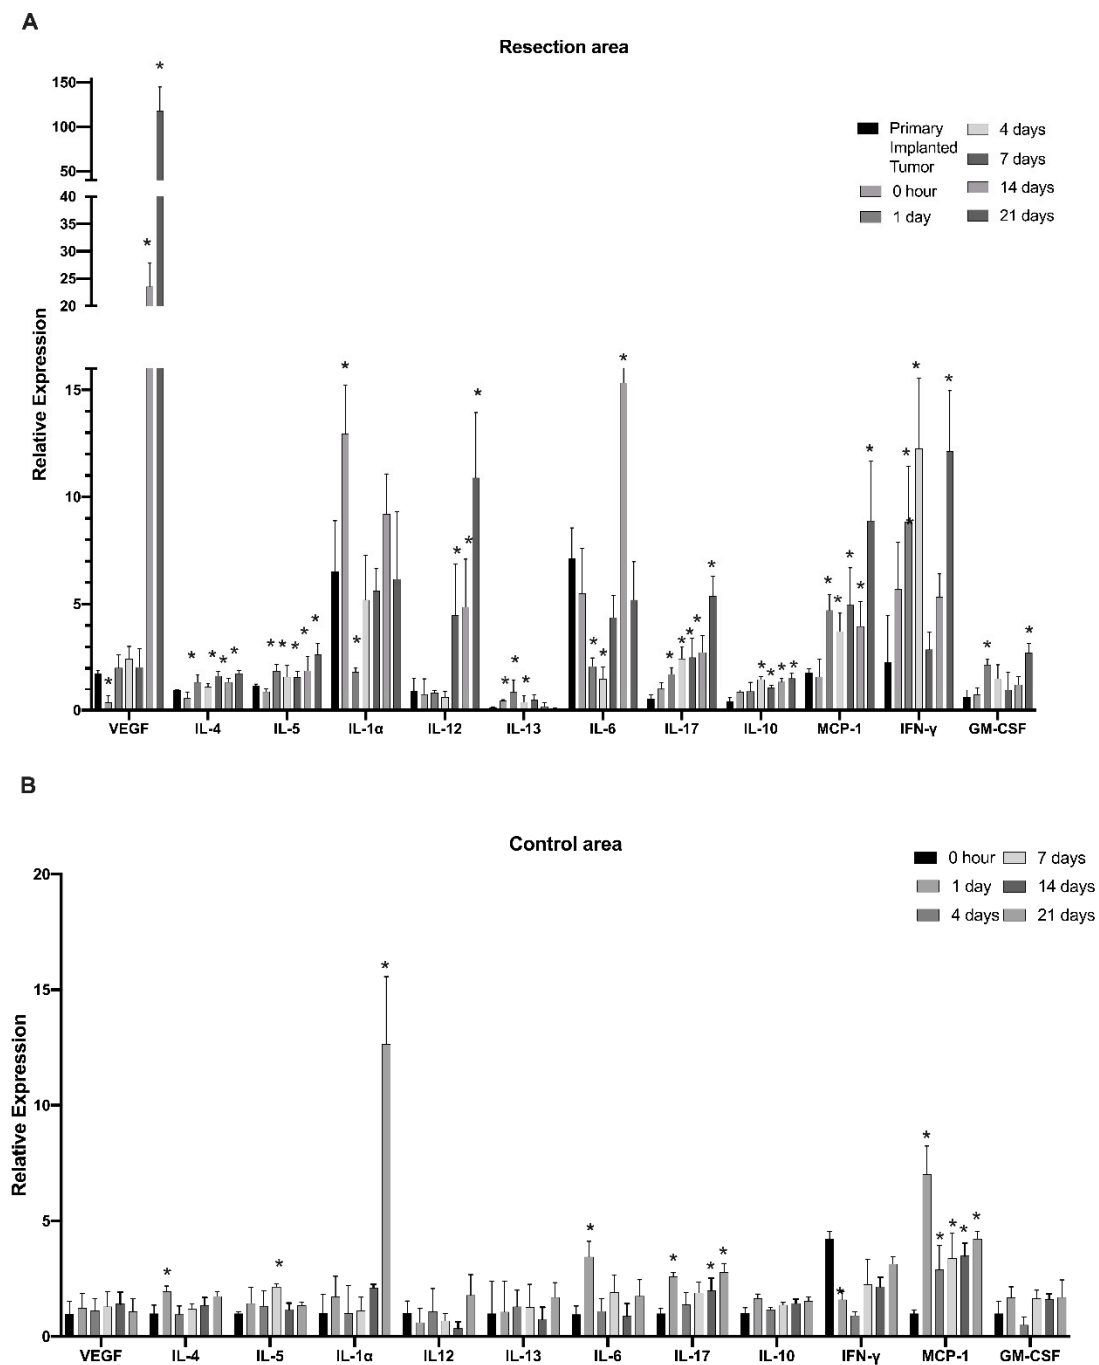 A
Resection area
Relative Expression
150
100
50
40
35
30
25
20
15
10
5
0
Primary
Implanted
Tumor
0 hour
1 day
4 days
7 days
14 days
21 days
* * * * * * * * * * * * * * * * * * * * * * * * * * * * * * * * * * * * * * * * * * *
VEGF IL-4 IL-5 IL-1α IL-12 IL-13 IL-6 IL-17 IL-10 MCP-1 IFN-γ GM-CSF
B
Control area
Relative Expression
20
15
10
5
0
0 hour
1 day
4 days
7 days
14 days
21 days
* * * * * * * * * * * * *
VEGF IL-4 IL-5 IL-1α IL12 IL-13 IL-6 IL-17 IL-10 IFN-γ MCP-1 GM-CSF